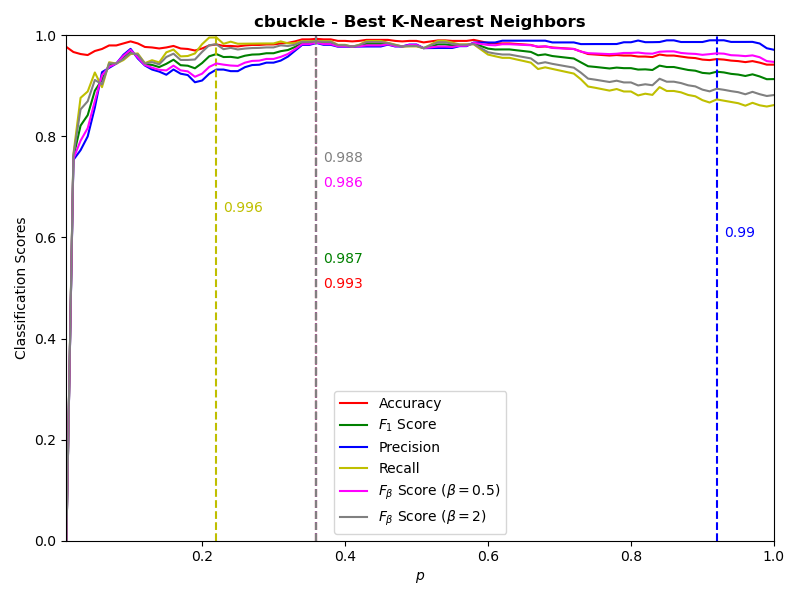 cbuckle - Best K-Nearest Neighbors
1.0
0.8
0.6
0.4
0.2
0.0
Classification Scores
0.988
0.986
0.996
0.99
0.987
0.993
Accuracy
F₁ Score
Precision
Recall
Fᵦ Score (β = 0.5)
Fᵦ Score (β = 2)
0.2 0.4 0.6 0.8 1.0
p